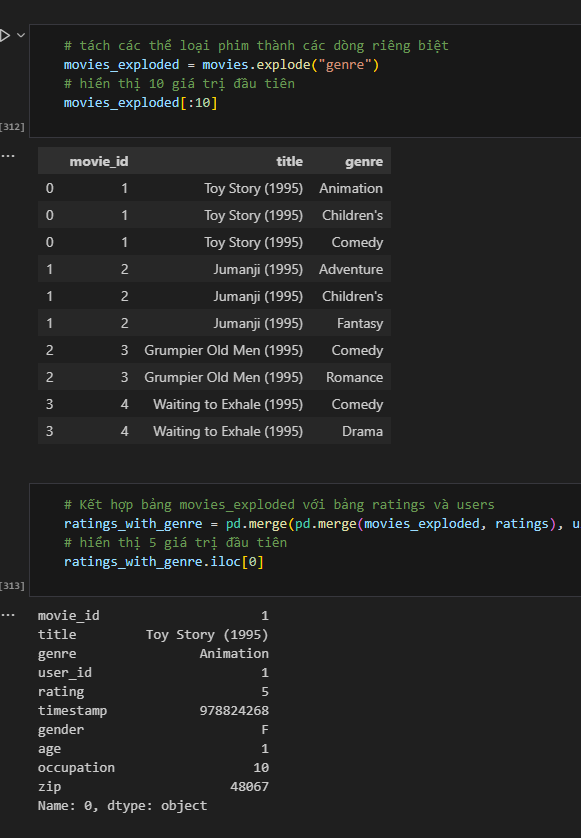 # tách các thể loại phim thành các dòng riêng biệt
movies_exploded = movies.explode("genre")
# hiển thị 10 giá trị đầu tiên
movies_exploded[:10]
[312]
...
movie_id title genre
0 1 Toy Story (1995) Animation
0 1 Toy Story (1995) Children's
0 1 Toy Story (1995) Comedy
1 2 Jumanji (1995) Adventure
1 2 Jumanji (1995) Children's
1 2 Jumanji (1995) Fantasy
2 3 Grumpier Old Men (1995) Comedy
2 3 Grumpier Old Men (1995) Romance
3 4 Waiting to Exhale (1995) Comedy
3 4 Waiting to Exhale (1995) Drama
# Kết hợp bảng movies_exploded với bảng ratings và users
ratings_with_genre = pd.merge(pd.merge(movies_exploded, ratings), u
# hiển thị 5 giá trị đầu tiên
ratings_with_genre.iloc[0]
[313]
...
movie_id 1
title Toy Story (1995)
genre Animation
user_id 1
rating 5
timestamp 978824268
gender F
age 1
occupation 10
zip 48067
Name: 0, dtype: object